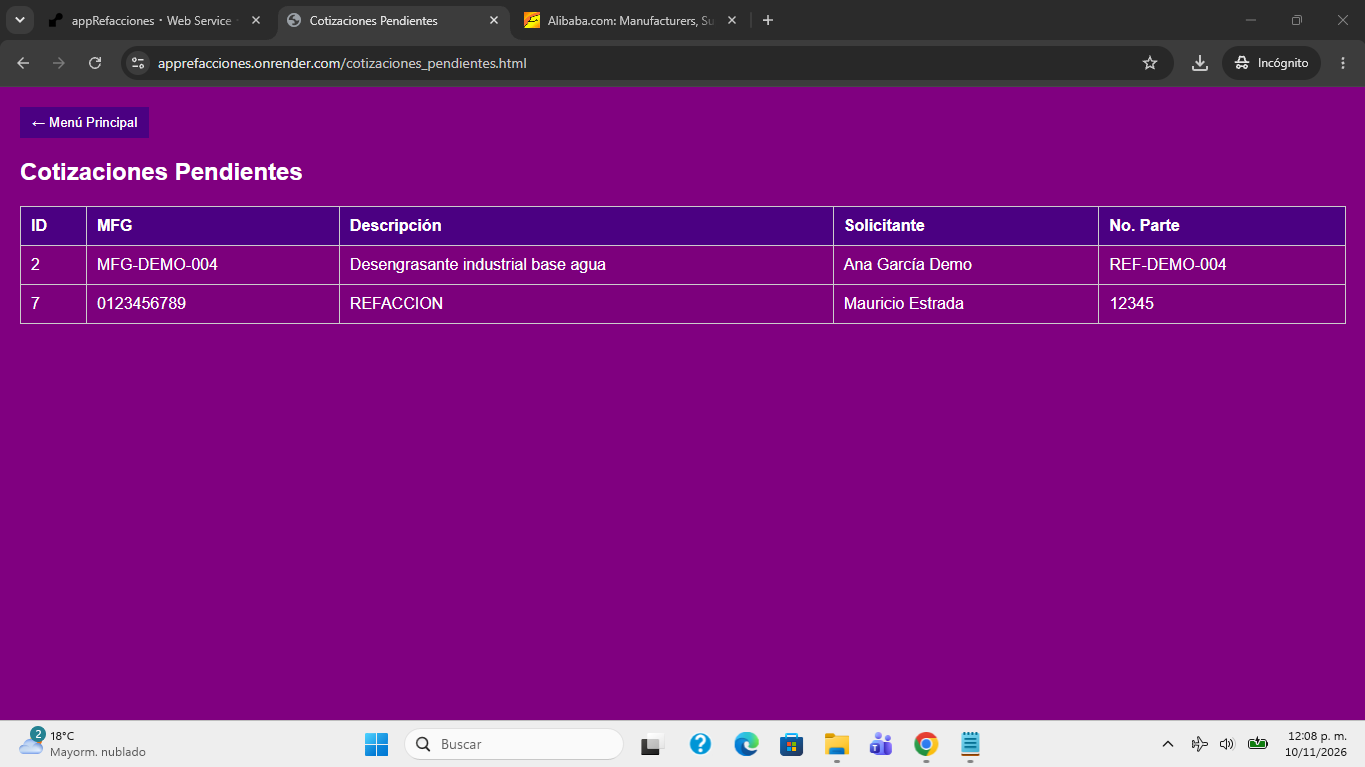 appRefacciones · Web Service
Cotizaciones Pendientes
Alibaba.com: Manufacturers, Su
apprefacciones.onrender.com/cotizaciones_pendientes.html
Incógnito
← Menú Principal
Cotizaciones Pendientes
ID MFG Descripción Solicitante No. Parte
2 MFG-DEMO-004 Desengrasante industrial base agua Ana García Demo REF-DEMO-004
7 0123456789 REFACCION Mauricio Estrada 12345
2
18°C
Mayorm. nublado
Buscar
12:08 p. m.
10/11/2026